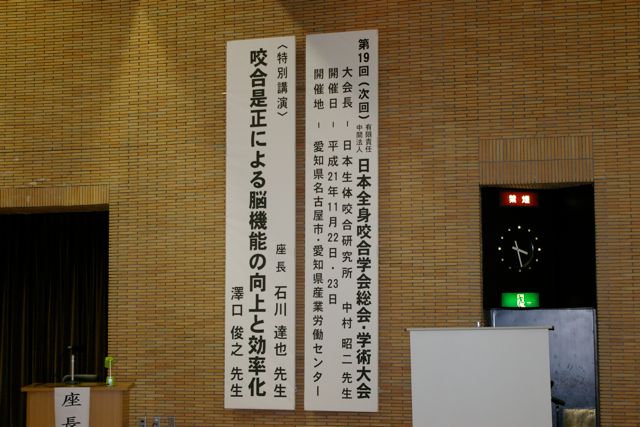 第19回(次回)有限責任中間法人日本全身咬合学会総会・学術大会
大会長 － 日本生体咬合研究所 中村 昭二 先生
開催日 － 平成21年11月22日・23日
開催地 － 愛知県名古屋市・愛知県産業労働センター
〈特別講演〉
座長 石川 達也 先生
咬合是正による脳機能の向上と効率化
澤口 俊之 先生
禁煙
座長